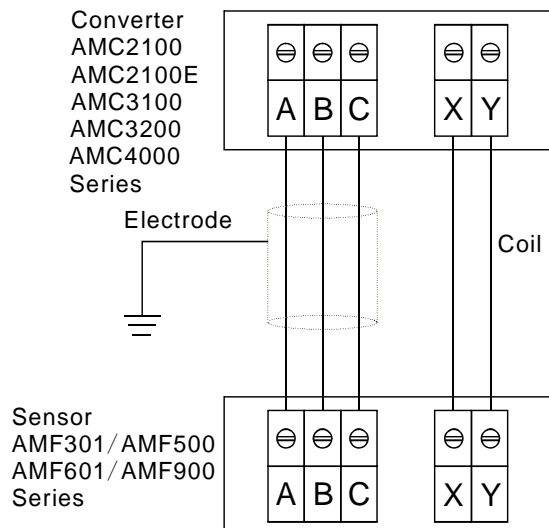 Converter
AMC2100
AMC2100E
AMC3100
AMC3200
AMC4000
Series
A B C X Y
Electrode
Coil
Sensor
AMF301/AMF500
AMF601/AMF900
Series
A B C X Y